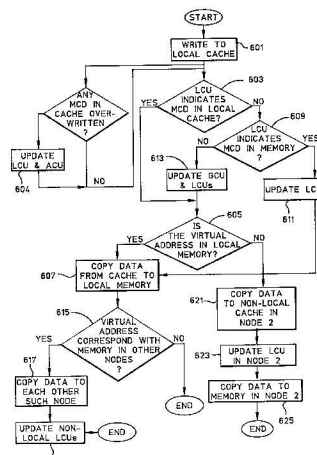 START
WRITE TO
LOCAL CACHE
601
ANY
MCD IN
CACHE OVER-
WRITTEN
?
603
LCU
INDICATES
MCD IN LOCAL
CACHE?
YES
NO
609
LCU
INDICATES
MCD IN MEMORY
?
YES
NO
613
UPDATE GCU
& LCUs
UPDATE
LCU & ACU
604
NO
UPDATE LC
611
605
IS
THE VIRTUAL
ADDRESS IN LOCAL
MEMORY?
YES
NO
607
COPY DATA
FROM CACHE TO
LOCAL MEMORY
621
COPY DATA
TO NON-LOCAL
CACHE IN
NODE 2
615
VIRTUAL
ADDRESS
CORRESPOND WITH
MEMORY IN OTHER
NODES
?
YES
NO
623
UPDATE LCU
IN NODE 2
617
COPY DATA TO
EACH OTHER
SUCH NODE
COPY DATA TO
MEMORY IN NODE 2
625
END
UPDATE NON-
LOCAL LCUs
END
END